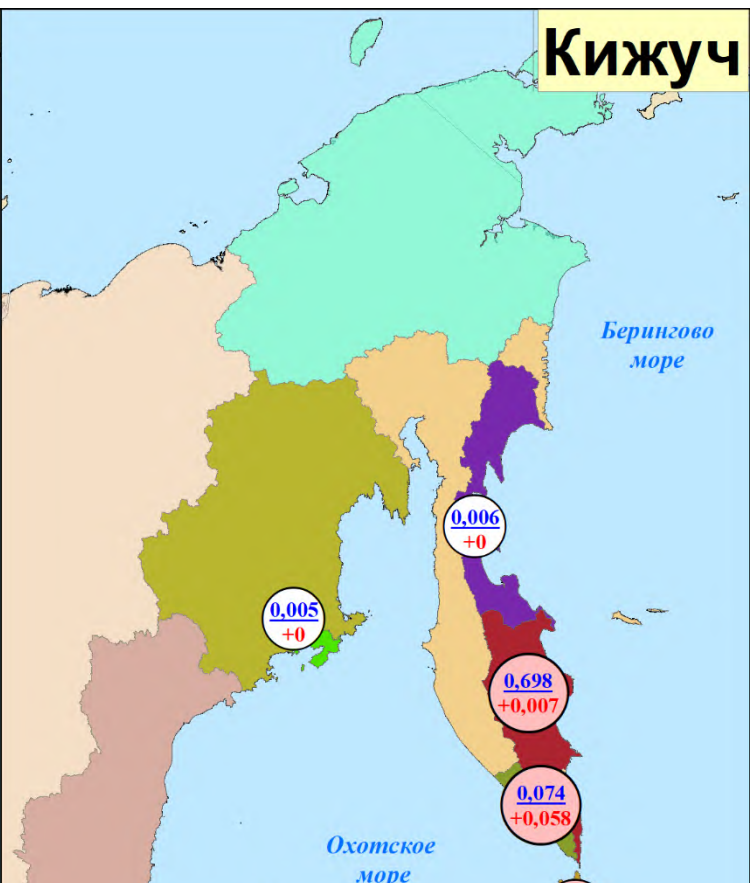 Кижуч
Берингово
море
0,006
+0
0,005
+0
0,698
+0,007
0,074
+0,058
Охотское
море